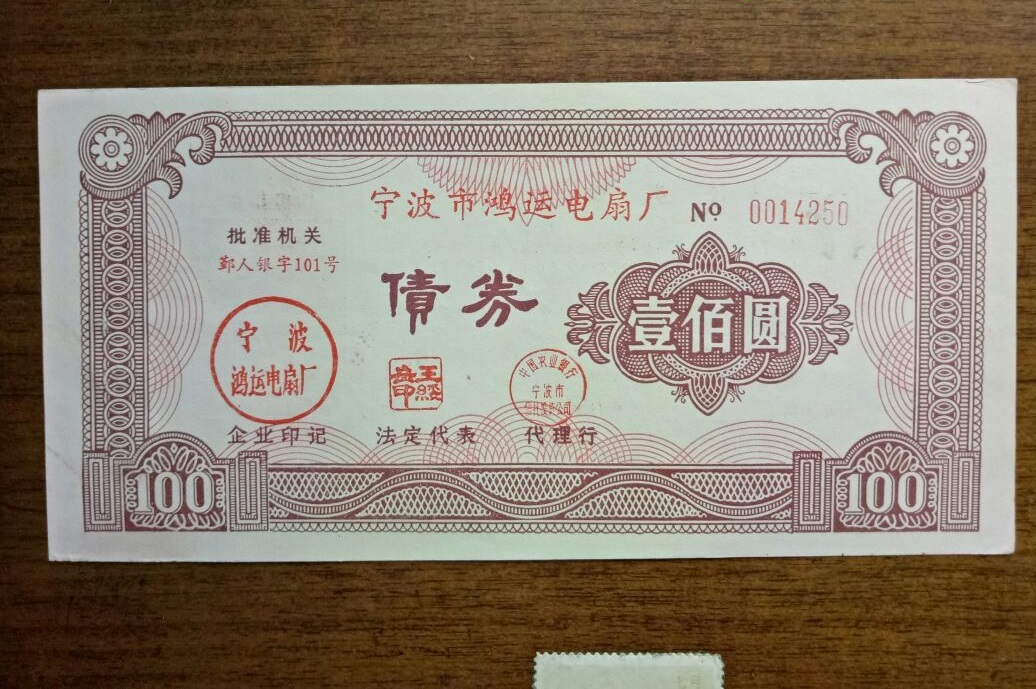 宁波市鸿运电扇厂 Nº 0014250
批准机关
鄞人银字101号
债券
壹佰圆
宁波
鸿运电扇厂
中国农业银行
宁波市
企业印记 法定代表 代理行
100 100